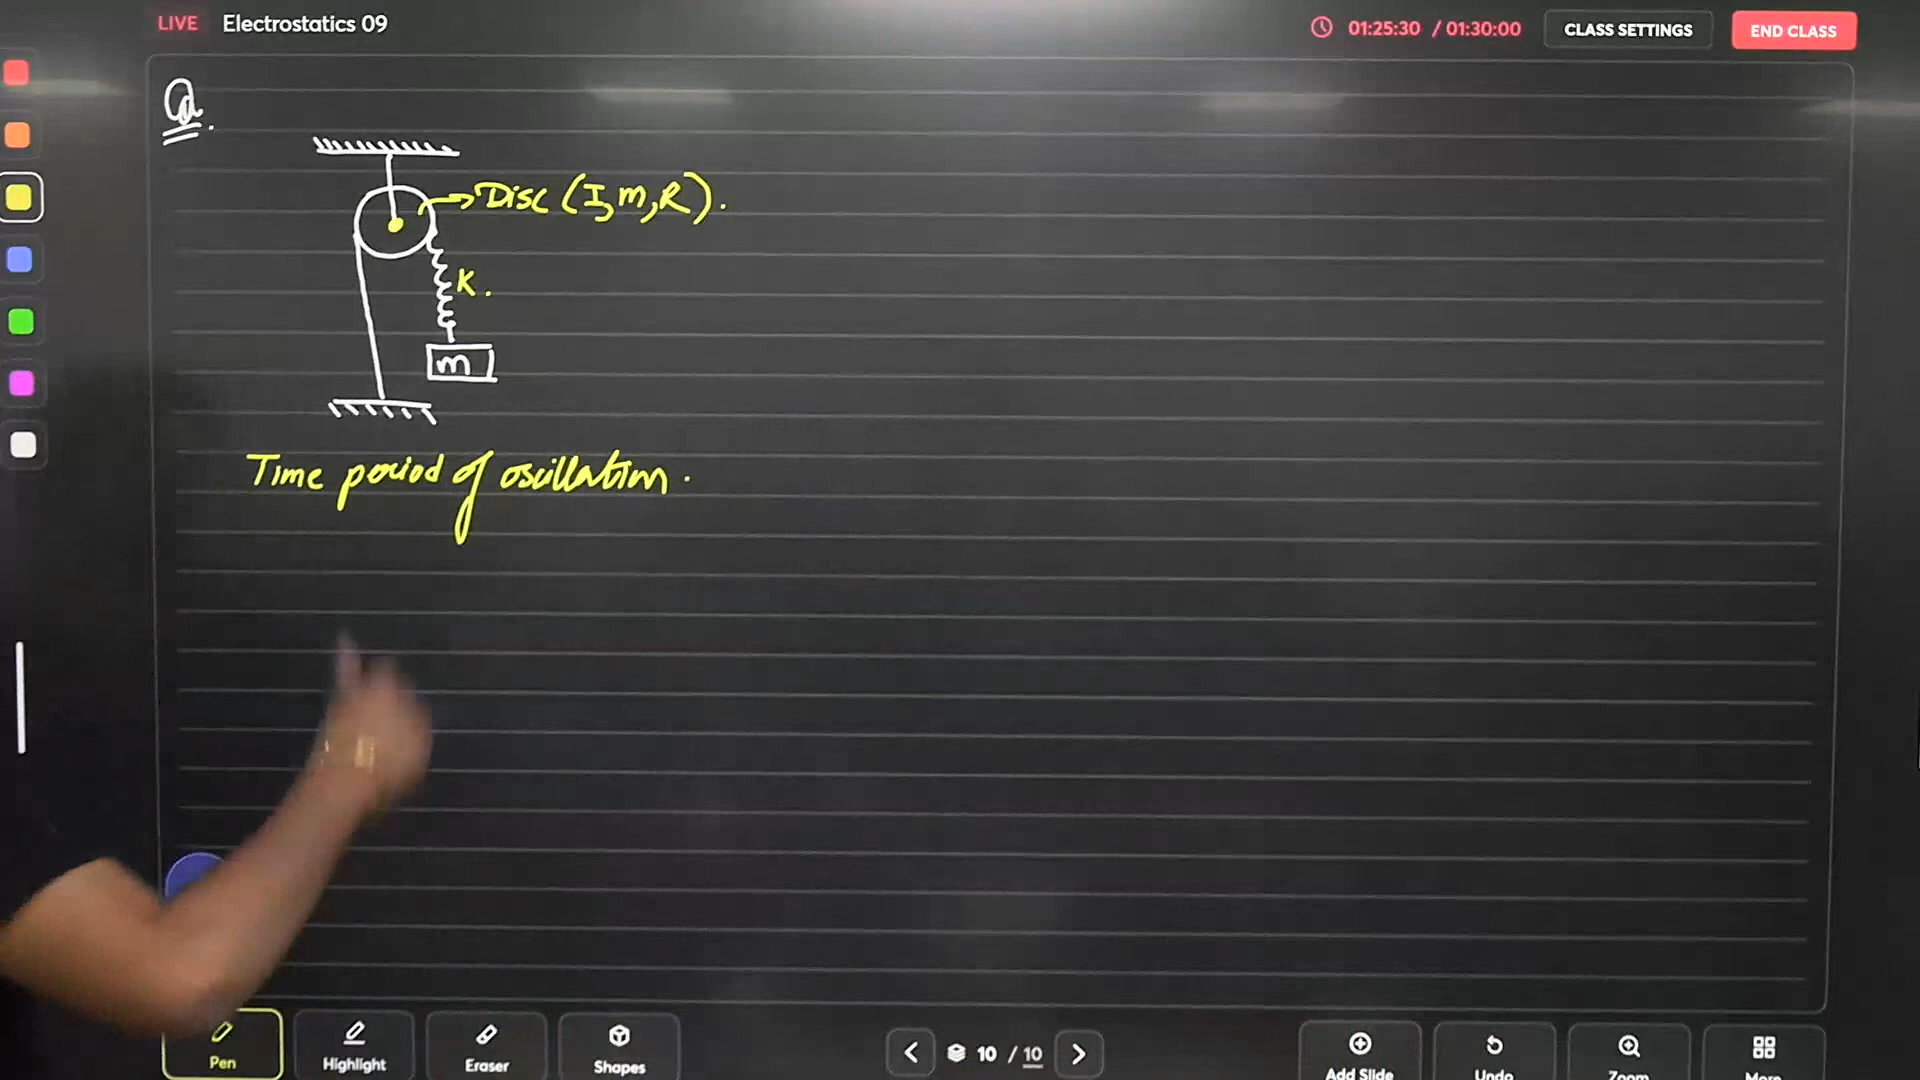 LIVE Electrostatics 09
01:25:30 / 01:30:00
CLASS SETTINGS
END CLASS
Q.
Disc (I, m, R).
K.
m
Time period of oscillation.
Pen
Highlight
Eraser
Shapes
10 / 10
Add Slide
Undo
Zoom
More